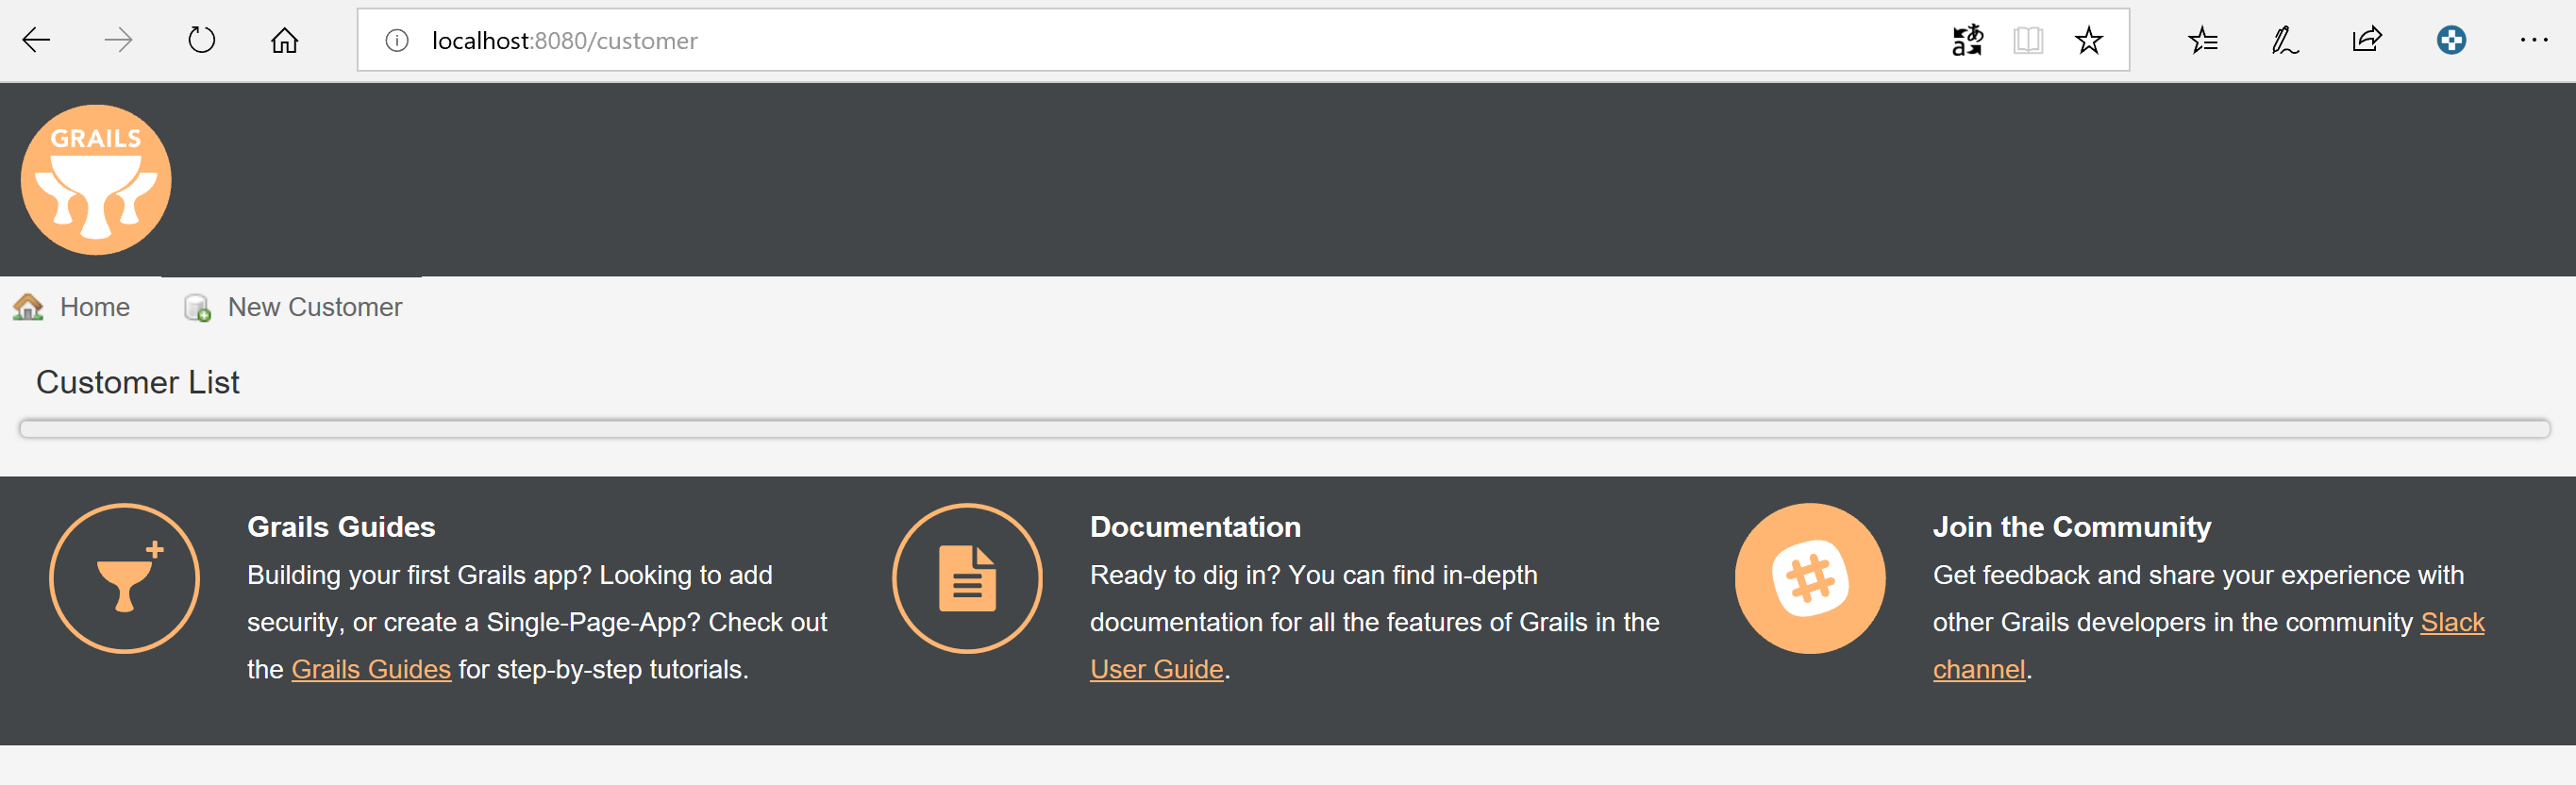 localhost:8080/customer
GRAILS
Home New Customer
Customer List
Grails Guides
Building your first Grails app? Looking to add
security, or create a Single-Page-App? Check out
the Grails Guides for step-by-step tutorials.
Documentation
Ready to dig in? You can find in-depth
documentation for all the features of Grails in the
User Guide.
Join the Community
Get feedback and share your experience with
other Grails developers in the community Slack
channel.